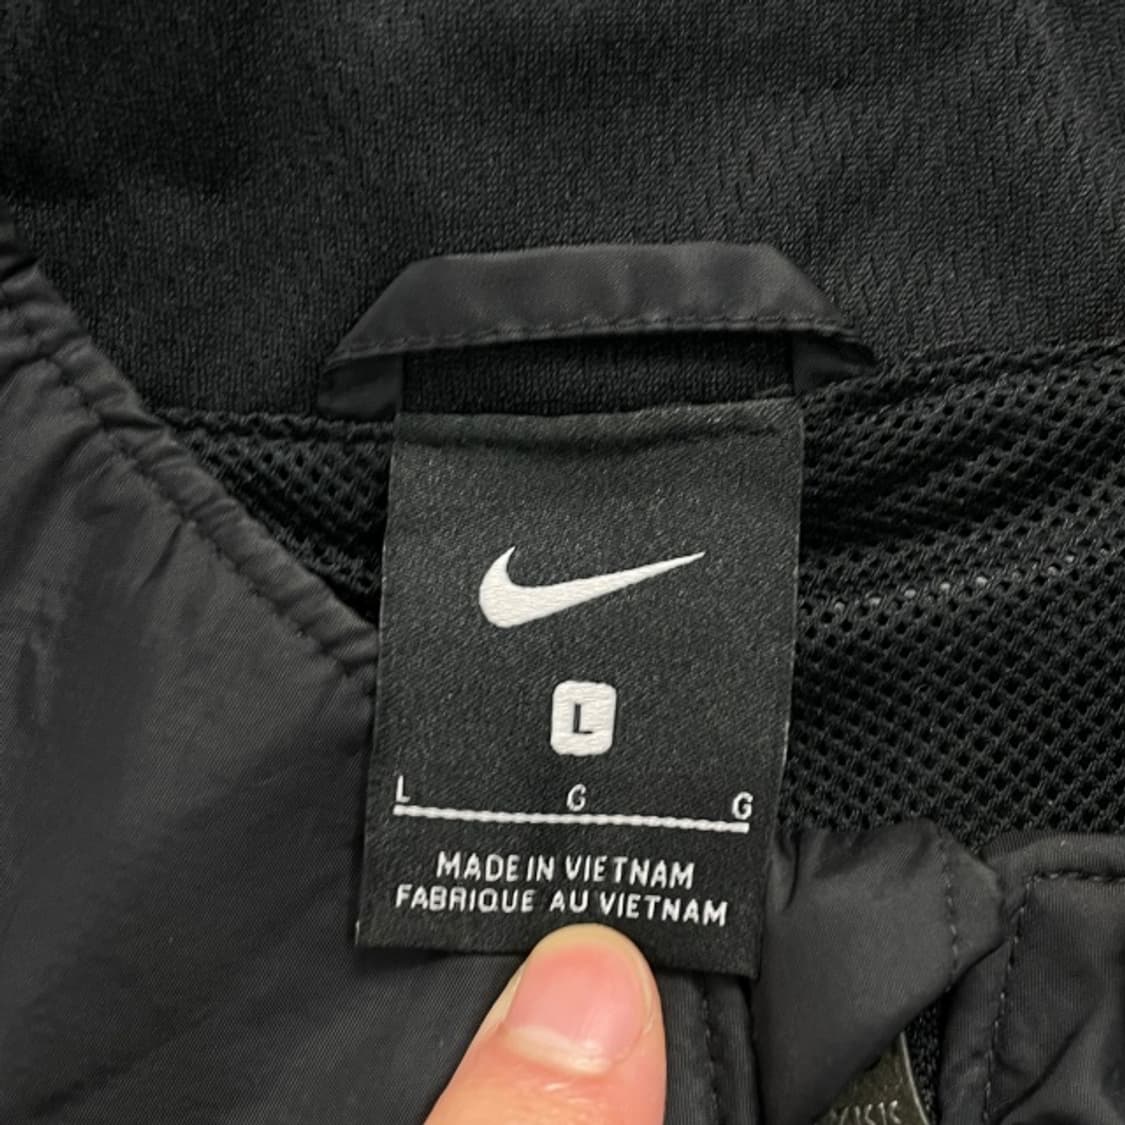 L
L G G
MADE IN VIETNAM
FABRIQUE AU VIETNAM